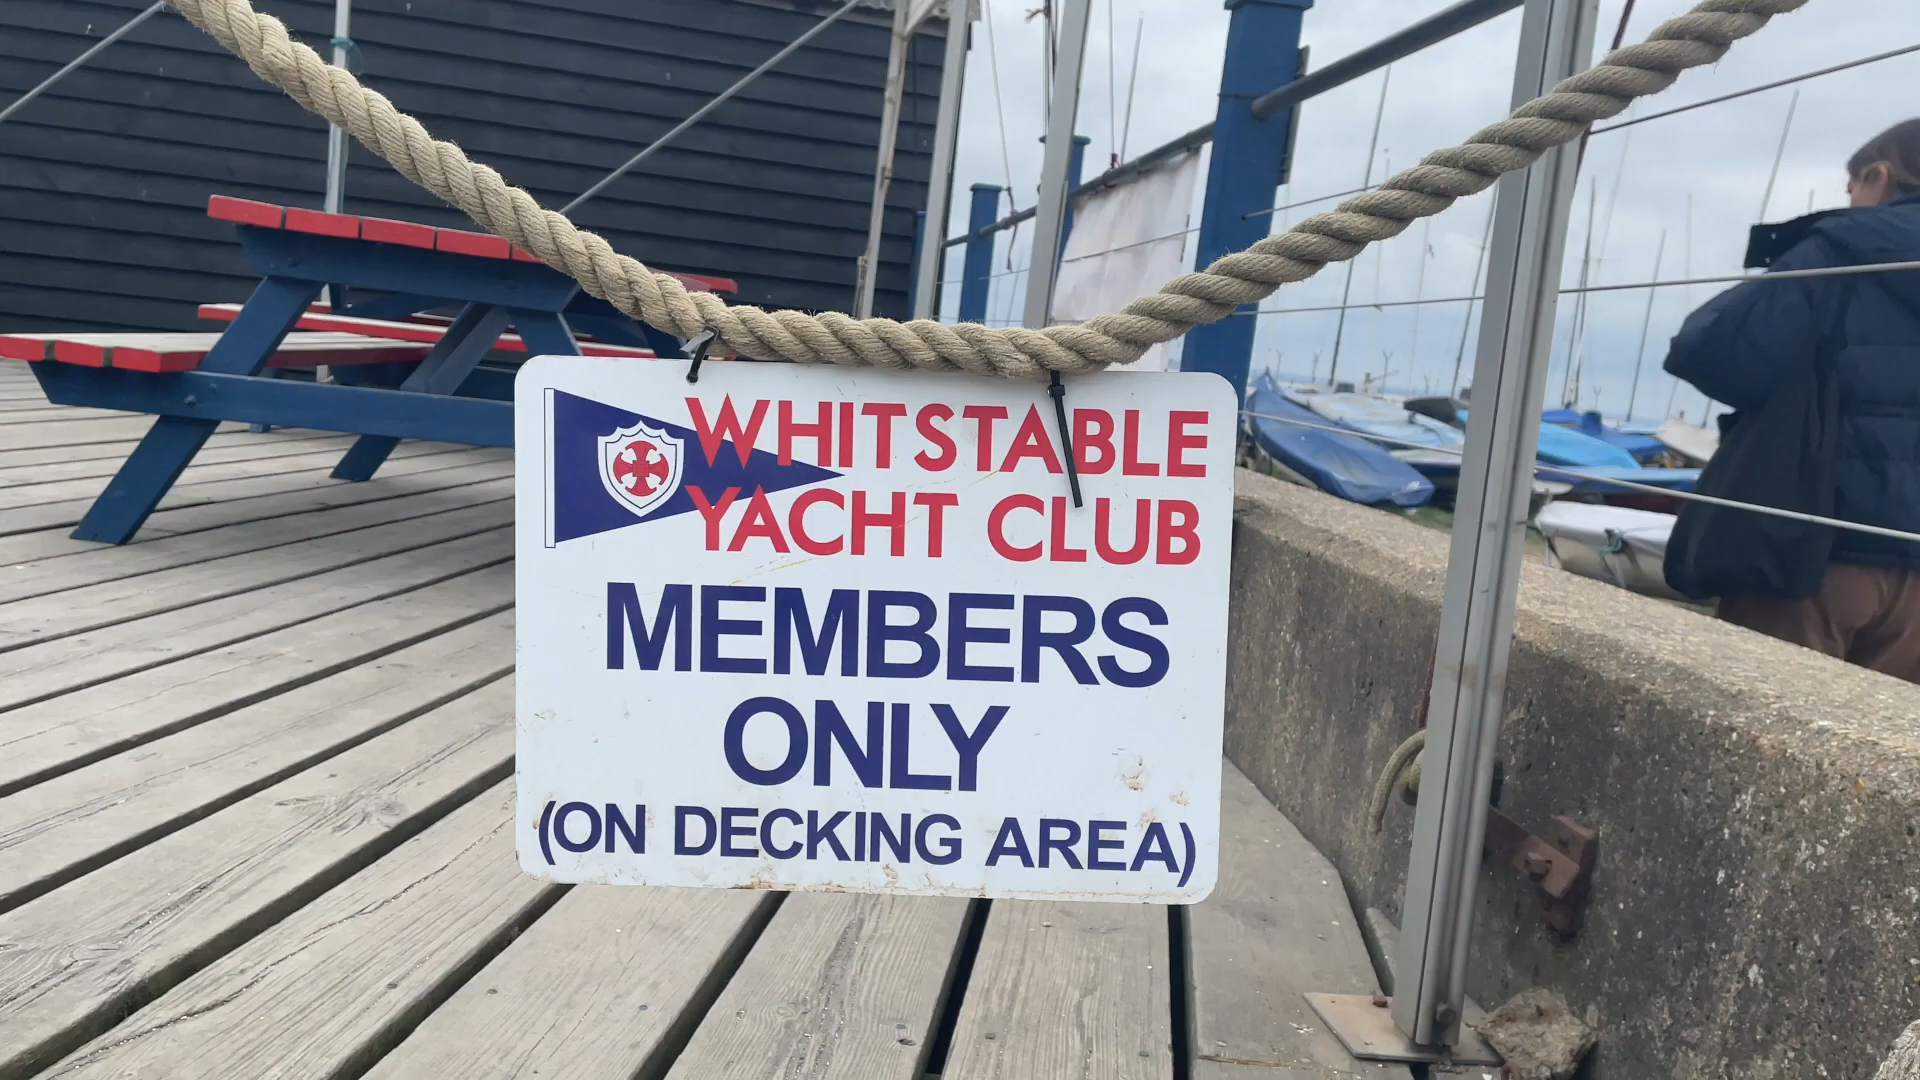 WHITSTABLE
YACHT CLUB
MEMBERS
ONLY
(ON DECKING AREA)